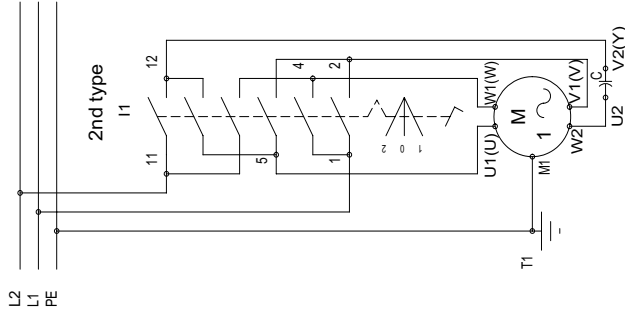 2nd type
I1
L2
L1
PE
11
12
5
4
1
2
2 0 1
U1(U)
W1(W)
M
1
M1
W2
V1(V)
U2
C
V2(Y)
T1